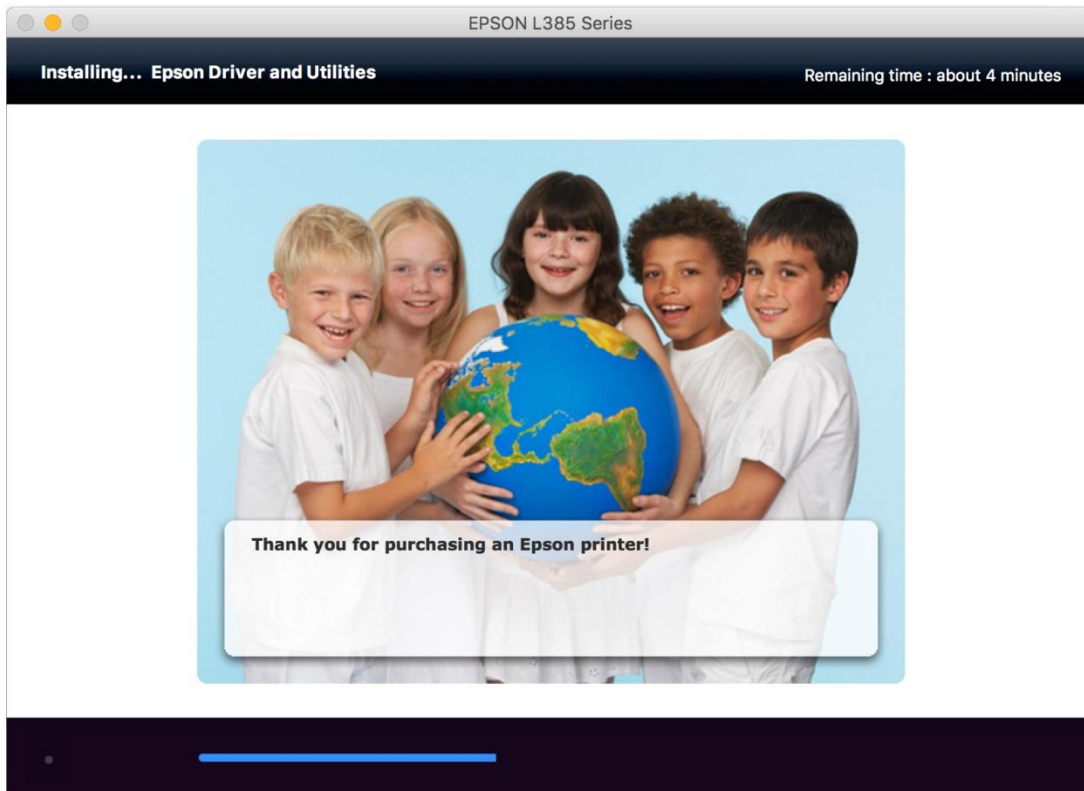 EPSON L385 Series
Installing... Epson Driver and Utilities
Remaining time : about 4 minutes
Thank you for purchasing an Epson printer!